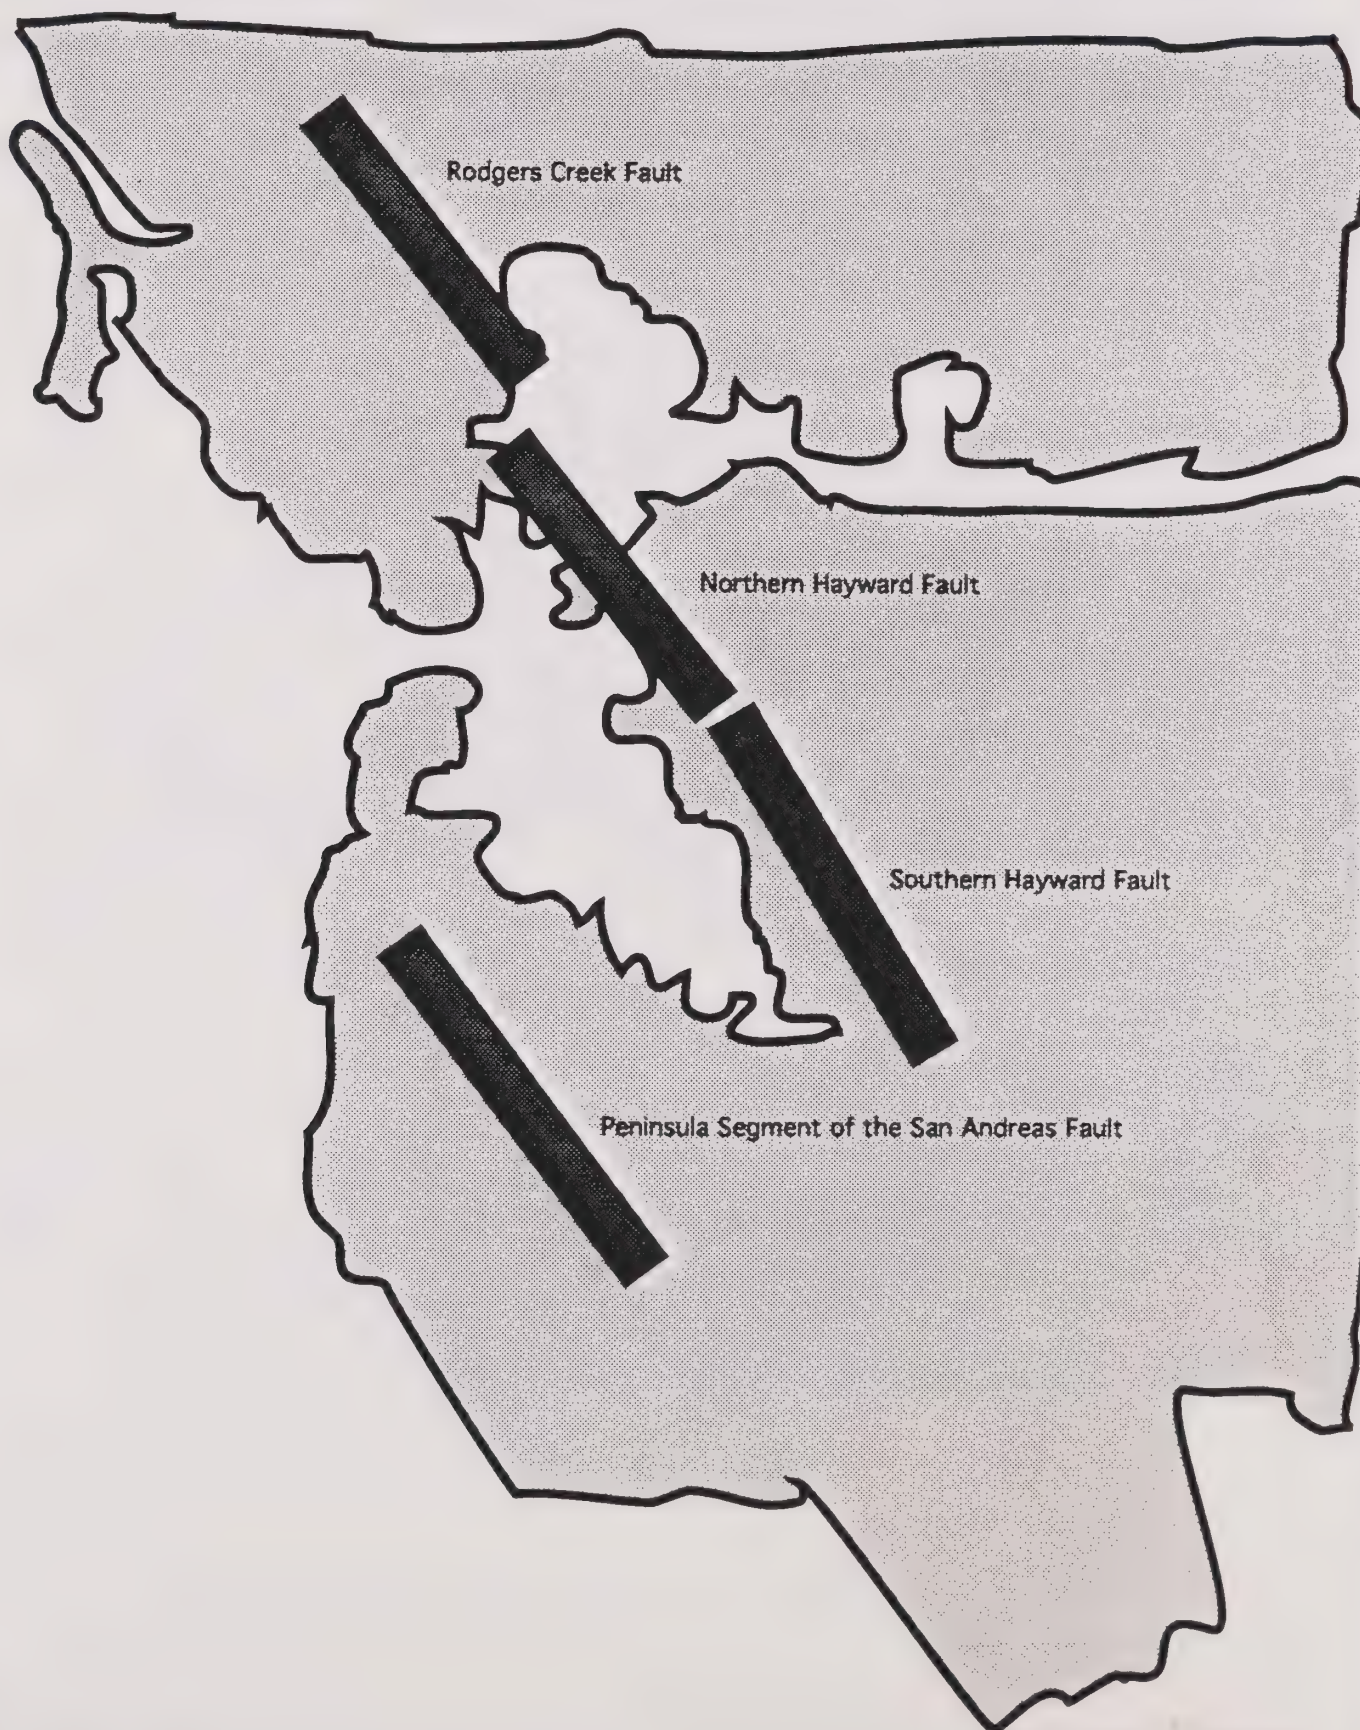 Rodgers Creek Fault
Northern Hayward Fault
Southern Hayward Fault
Peninsula Segment of the San Andreas Fault